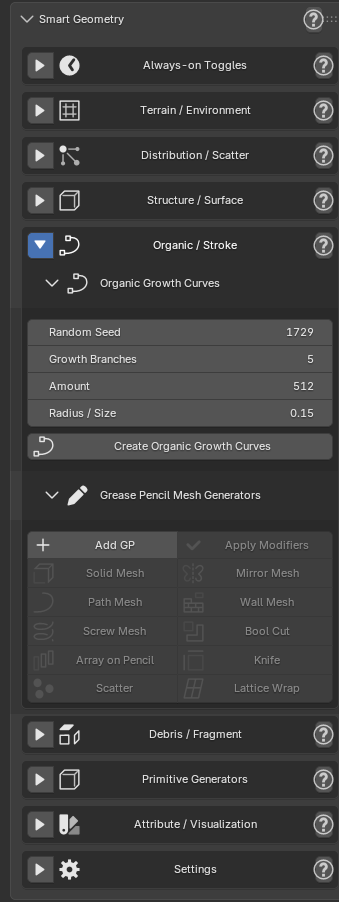 Smart Geometry
Always-on Toggles
Terrain / Environment
Distribution / Scatter
Structure / Surface
Organic / Stroke
Organic Growth Curves
Random Seed 1729
Growth Branches 5
Amount 512
Radius / Size 0.15
Create Organic Growth Curves
Grease Pencil Mesh Generators
Add GP Apply Modifiers
Solid Mesh Mirror Mesh
Path Mesh Wall Mesh
Screw Mesh Bool Cut
Array on Pencil Knife
Scatter Lattice Wrap
Debris / Fragment
Primitive Generators
Attribute / Visualization
Settings